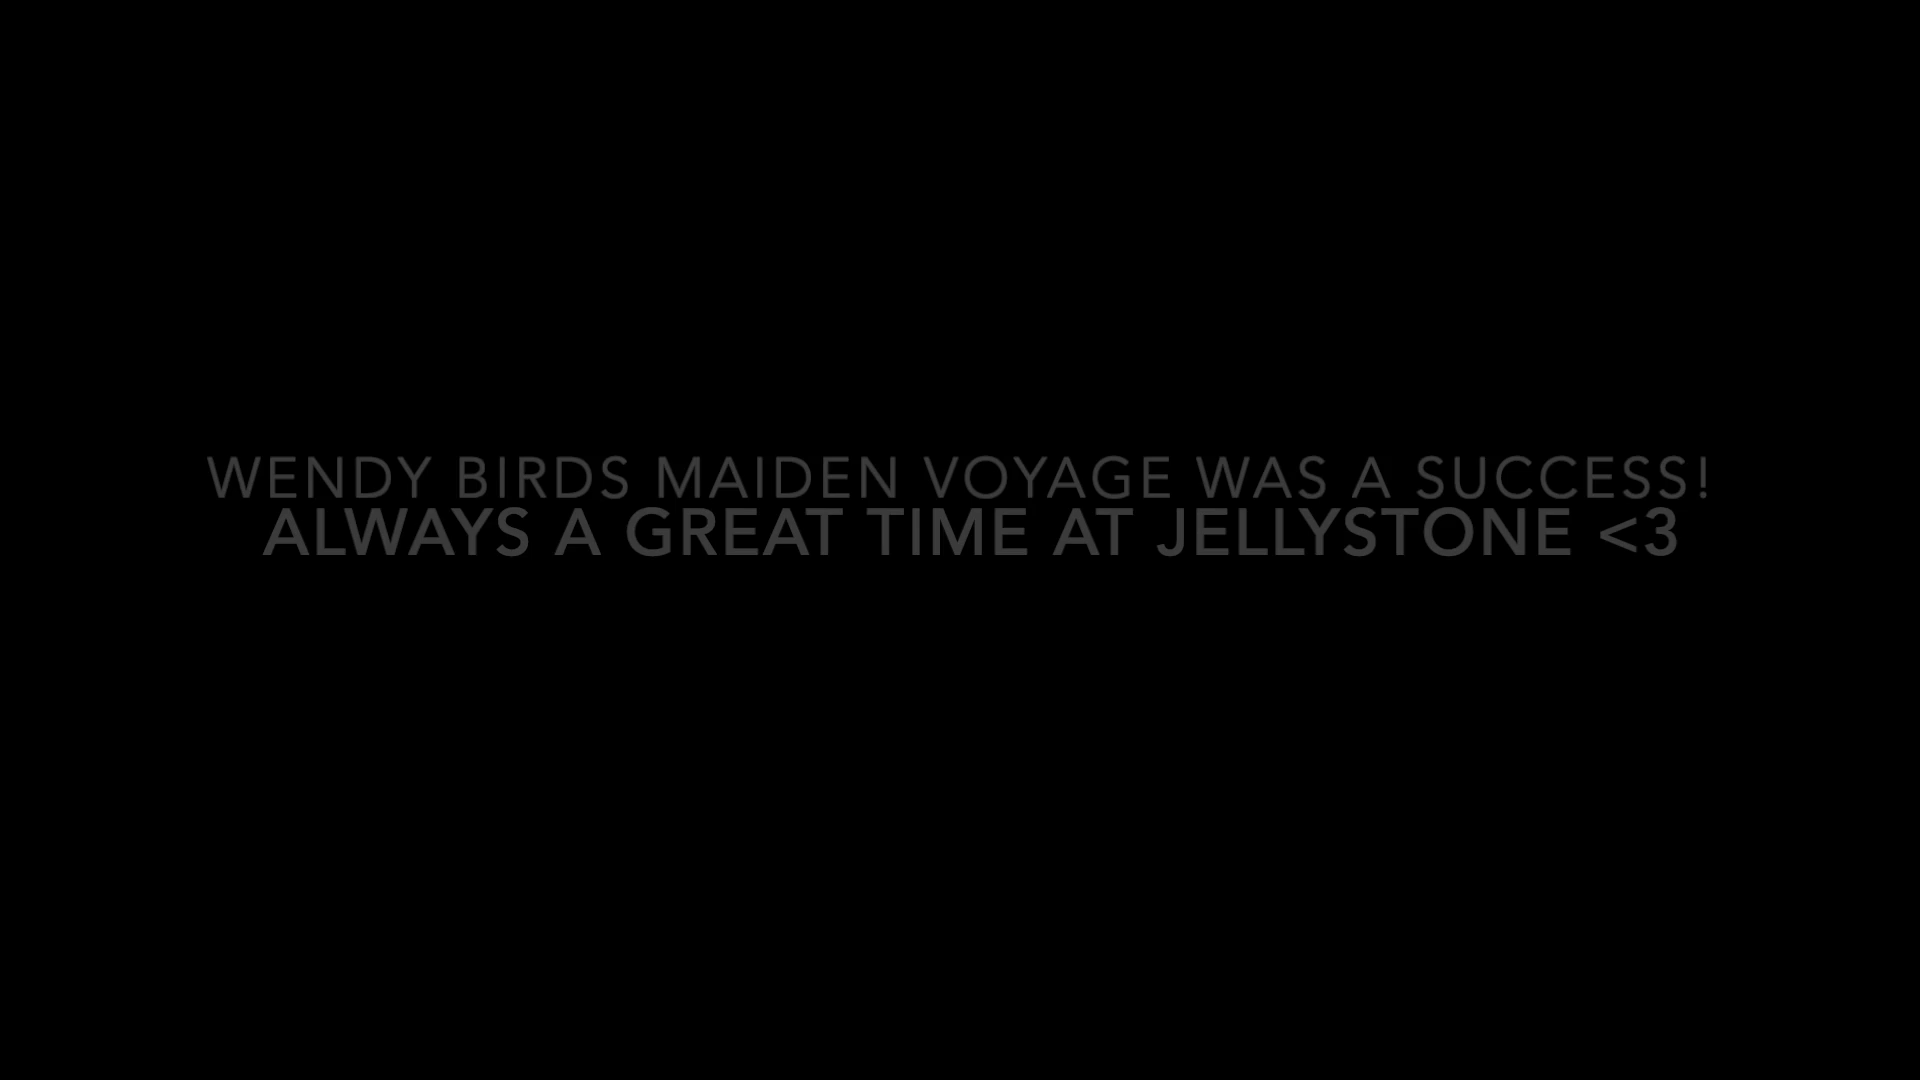 WENDY BIRDS MAIDEN VOYAGE WAS A SUCCESS!
ALWAYS A GREAT TIME AT JELLYSTONE <3